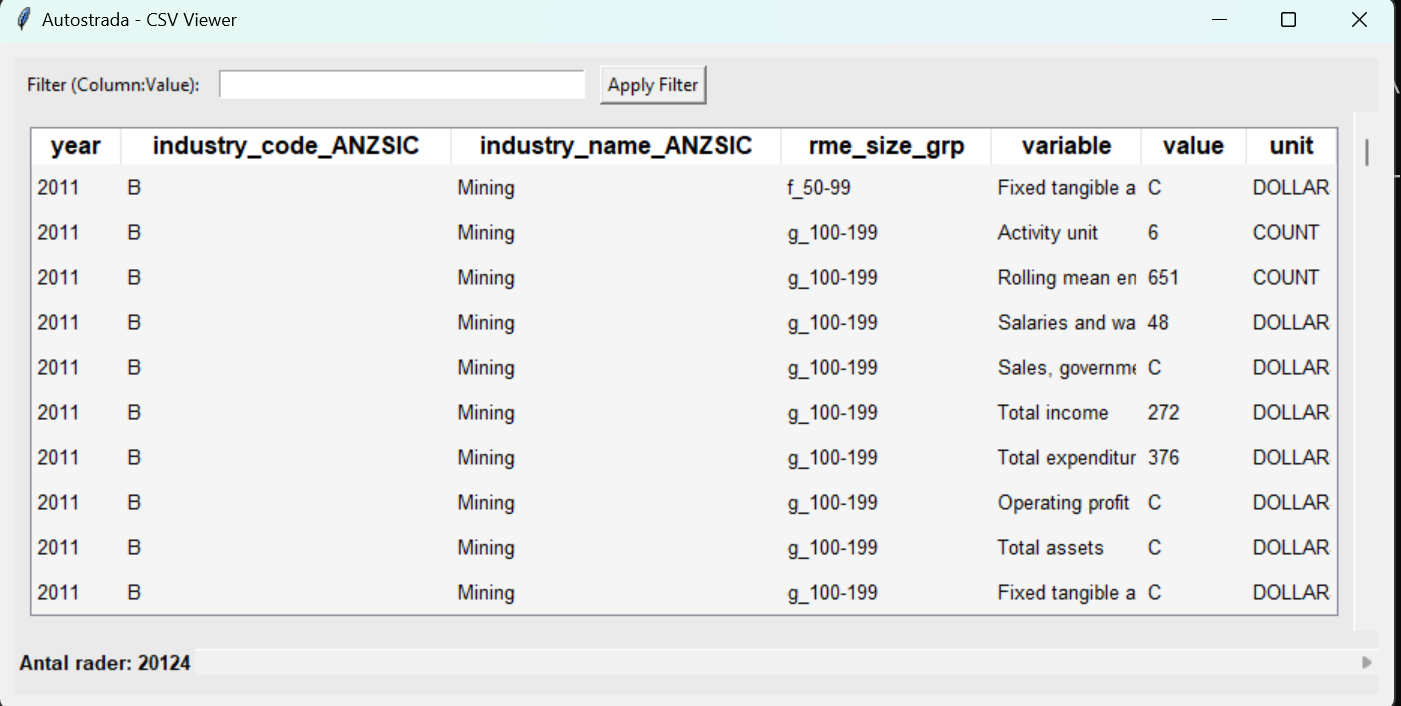 Autostrada - CSV Viewer
Filter (Column:Value): Apply Filter
year industry_code_ANZSIC industry_name_ANZSIC rme_size_grp variable value unit
2011 B Mining f_50-99 Fixed tangible a C DOLLAR
2011 B Mining g_100-199 Activity unit 6 COUNT
2011 B Mining g_100-199 Rolling mean en 651 COUNT
2011 B Mining g_100-199 Salaries and wa 48 DOLLAR
2011 B Mining g_100-199 Sales, governme C DOLLAR
2011 B Mining g_100-199 Total income 272 DOLLAR
2011 B Mining g_100-199 Total expenditur 376 DOLLAR
2011 B Mining g_100-199 Operating profit C DOLLAR
2011 B Mining g_100-199 Total assets C DOLLAR
2011 B Mining g_100-199 Fixed tangible a C DOLLAR
Antal rader: 20124